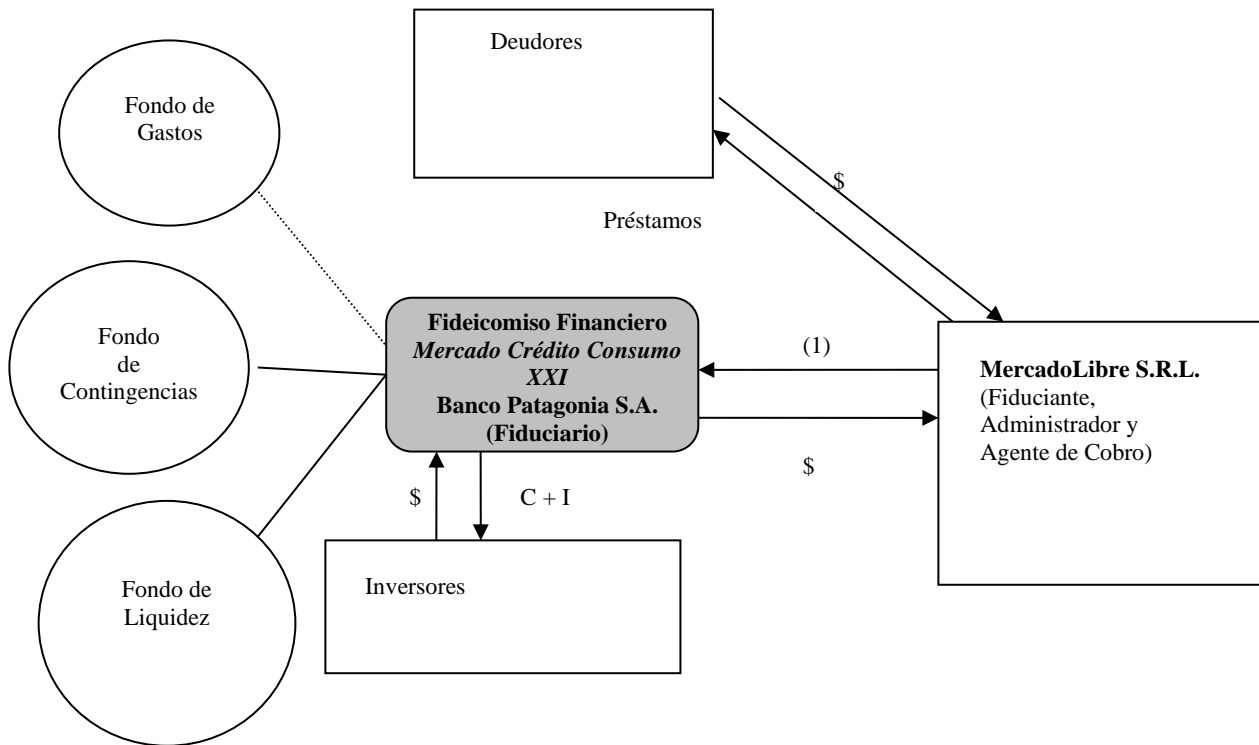 Deudores
Fondo de
Gastos
$
Préstamos
Fideicomiso Financiero
Mercado Crédito Consumo
XXI
Banco Patagonia S.A.
(Fiduciario)
Fondo
de
Contingencias
(1)
MercadoLibre S.R.L.
(Fiduciante,
Administrador y
Agente de Cobro)
$
$
C + I
Inversores
Fondo de
Liquidez